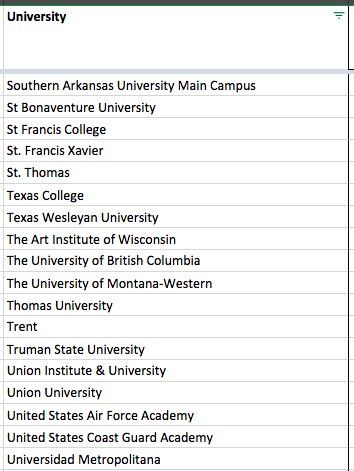 University
Southern Arkansas University Main Campus
St Bonaventure University
St Francis College
St. Francis Xavier
St. Thomas
Texas College
Texas Wesleyan University
The Art Institute of Wisconsin
The University of British Columbia
The University of Montana-Western
Thomas University
Trent
Truman State University
Union Institute & University
Union University
United States Air Force Academy
United States Coast Guard Academy
Universidad Metropolitana